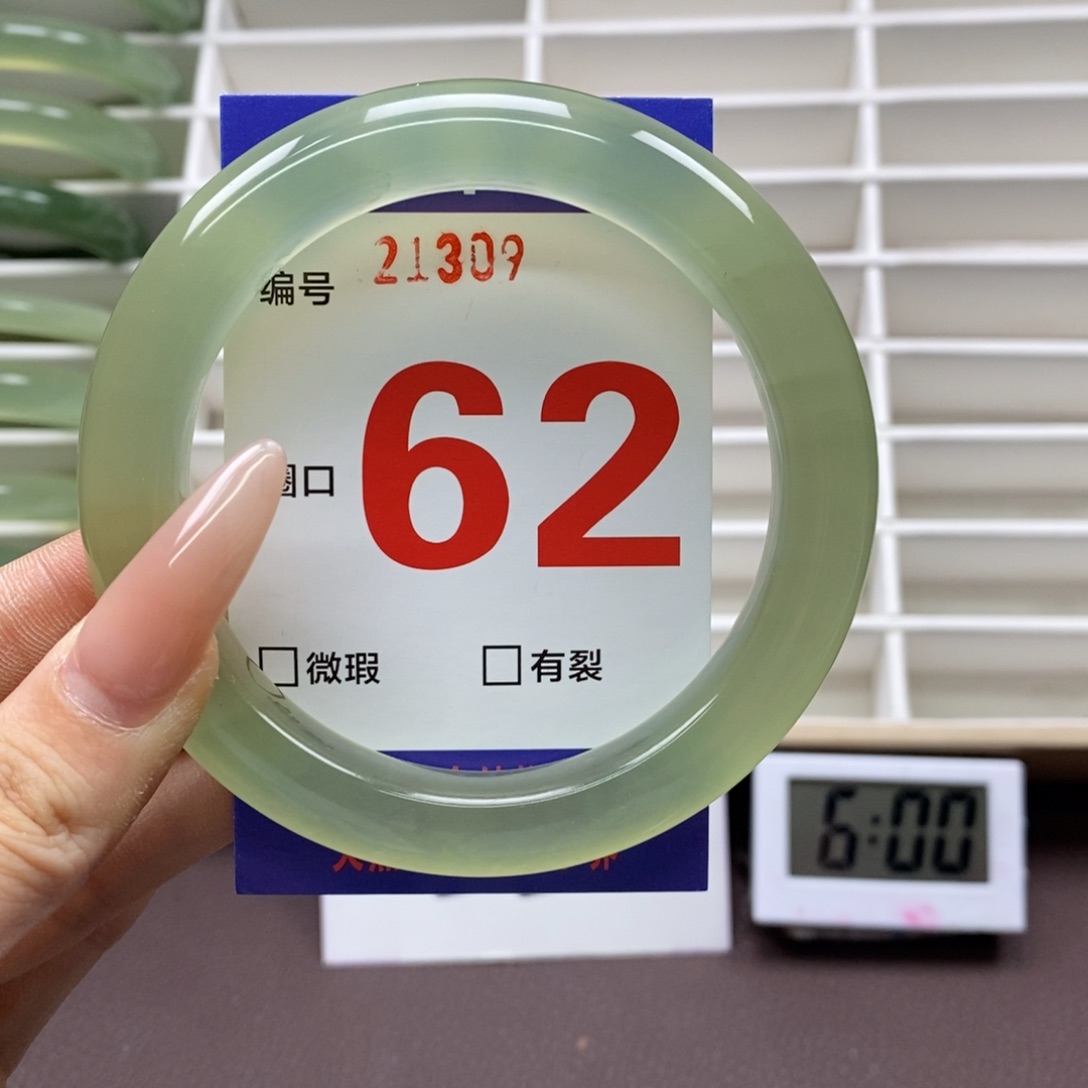 编号 21309
圈口 62
□微瑕 □有裂
6:00